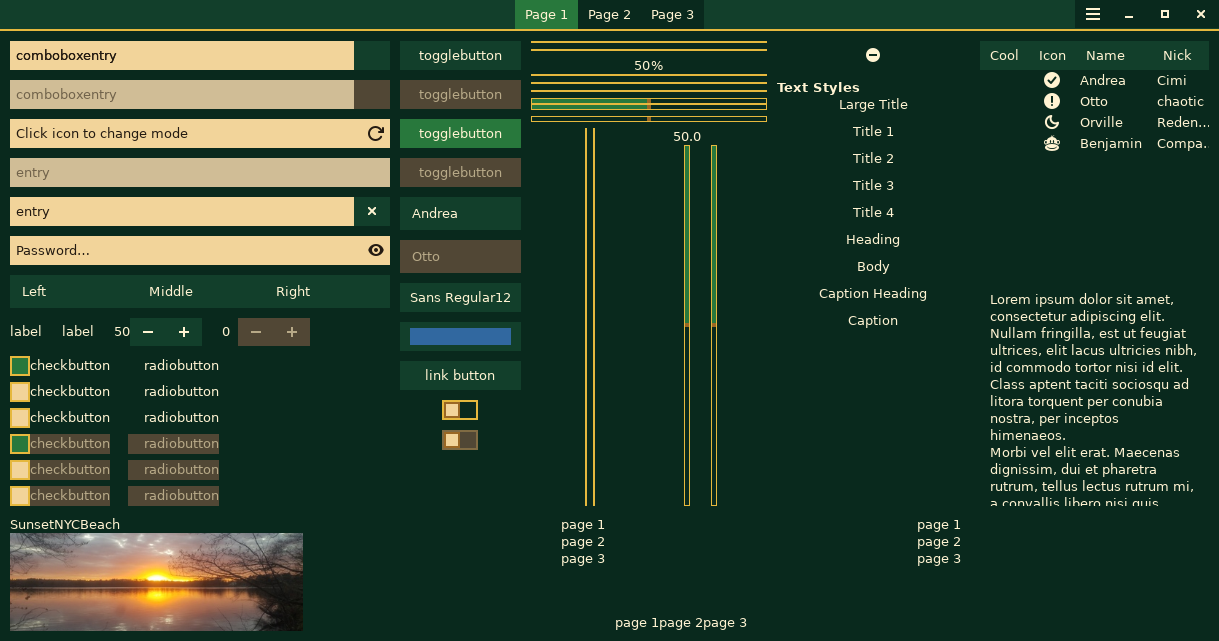 Page 1 Page 2 Page 3
comboboxentry
comboboxentry
Click icon to change mode
entry
entry
Password...
Left Middle Right
label label 50 0
checkbutton radiobutton
checkbutton radiobutton
checkbutton radiobutton
checkbutton radiobutton
checkbutton radiobutton
checkbutton radiobutton
togglebutton
togglebutton
togglebutton
togglebutton
Andrea
Otto
Sans Regular12
link button
50%
50.0
Text Styles
Large Title
Title 1
Title 2
Title 3
Title 4
Heading
Body
Caption Heading
Caption
Cool Icon Name Nick
Andrea Cimi
Otto chaotic
Orville Reden...
Benjamin Compa...
Lorem ipsum dolor sit amet,
consectetur adipiscing elit.
Nullam fringilla, est ut feugiat
ultrices, elit lacus ultricies nibh,
id commodo tortor nisi id elit.
Class aptent taciti sociosqu ad
litora torquent per conubia
nostra, per inceptos
himenaeos.
Morbi vel elit erat. Maecenas
dignissim, dui et pharetra
rutrum, tellus lectus rutrum mi,
a convallis libero nisi quis
SunsetNYCBeach
page 1
page 2
page 3
page 1
page 2
page 3
page 1page 2page 3